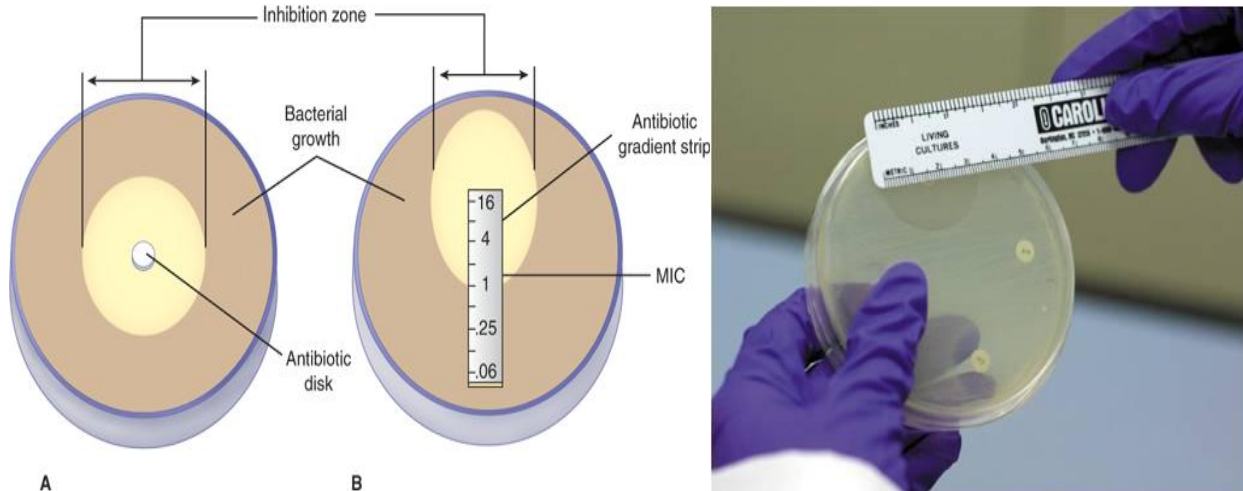 Inhibition zone
Bacterial
growth
Antibiotic
gradient strip
16
4
1
.25
.06
MIC
Antibiotic
disk
A
B
INCHES
LIVING
CULTURES
METRIC